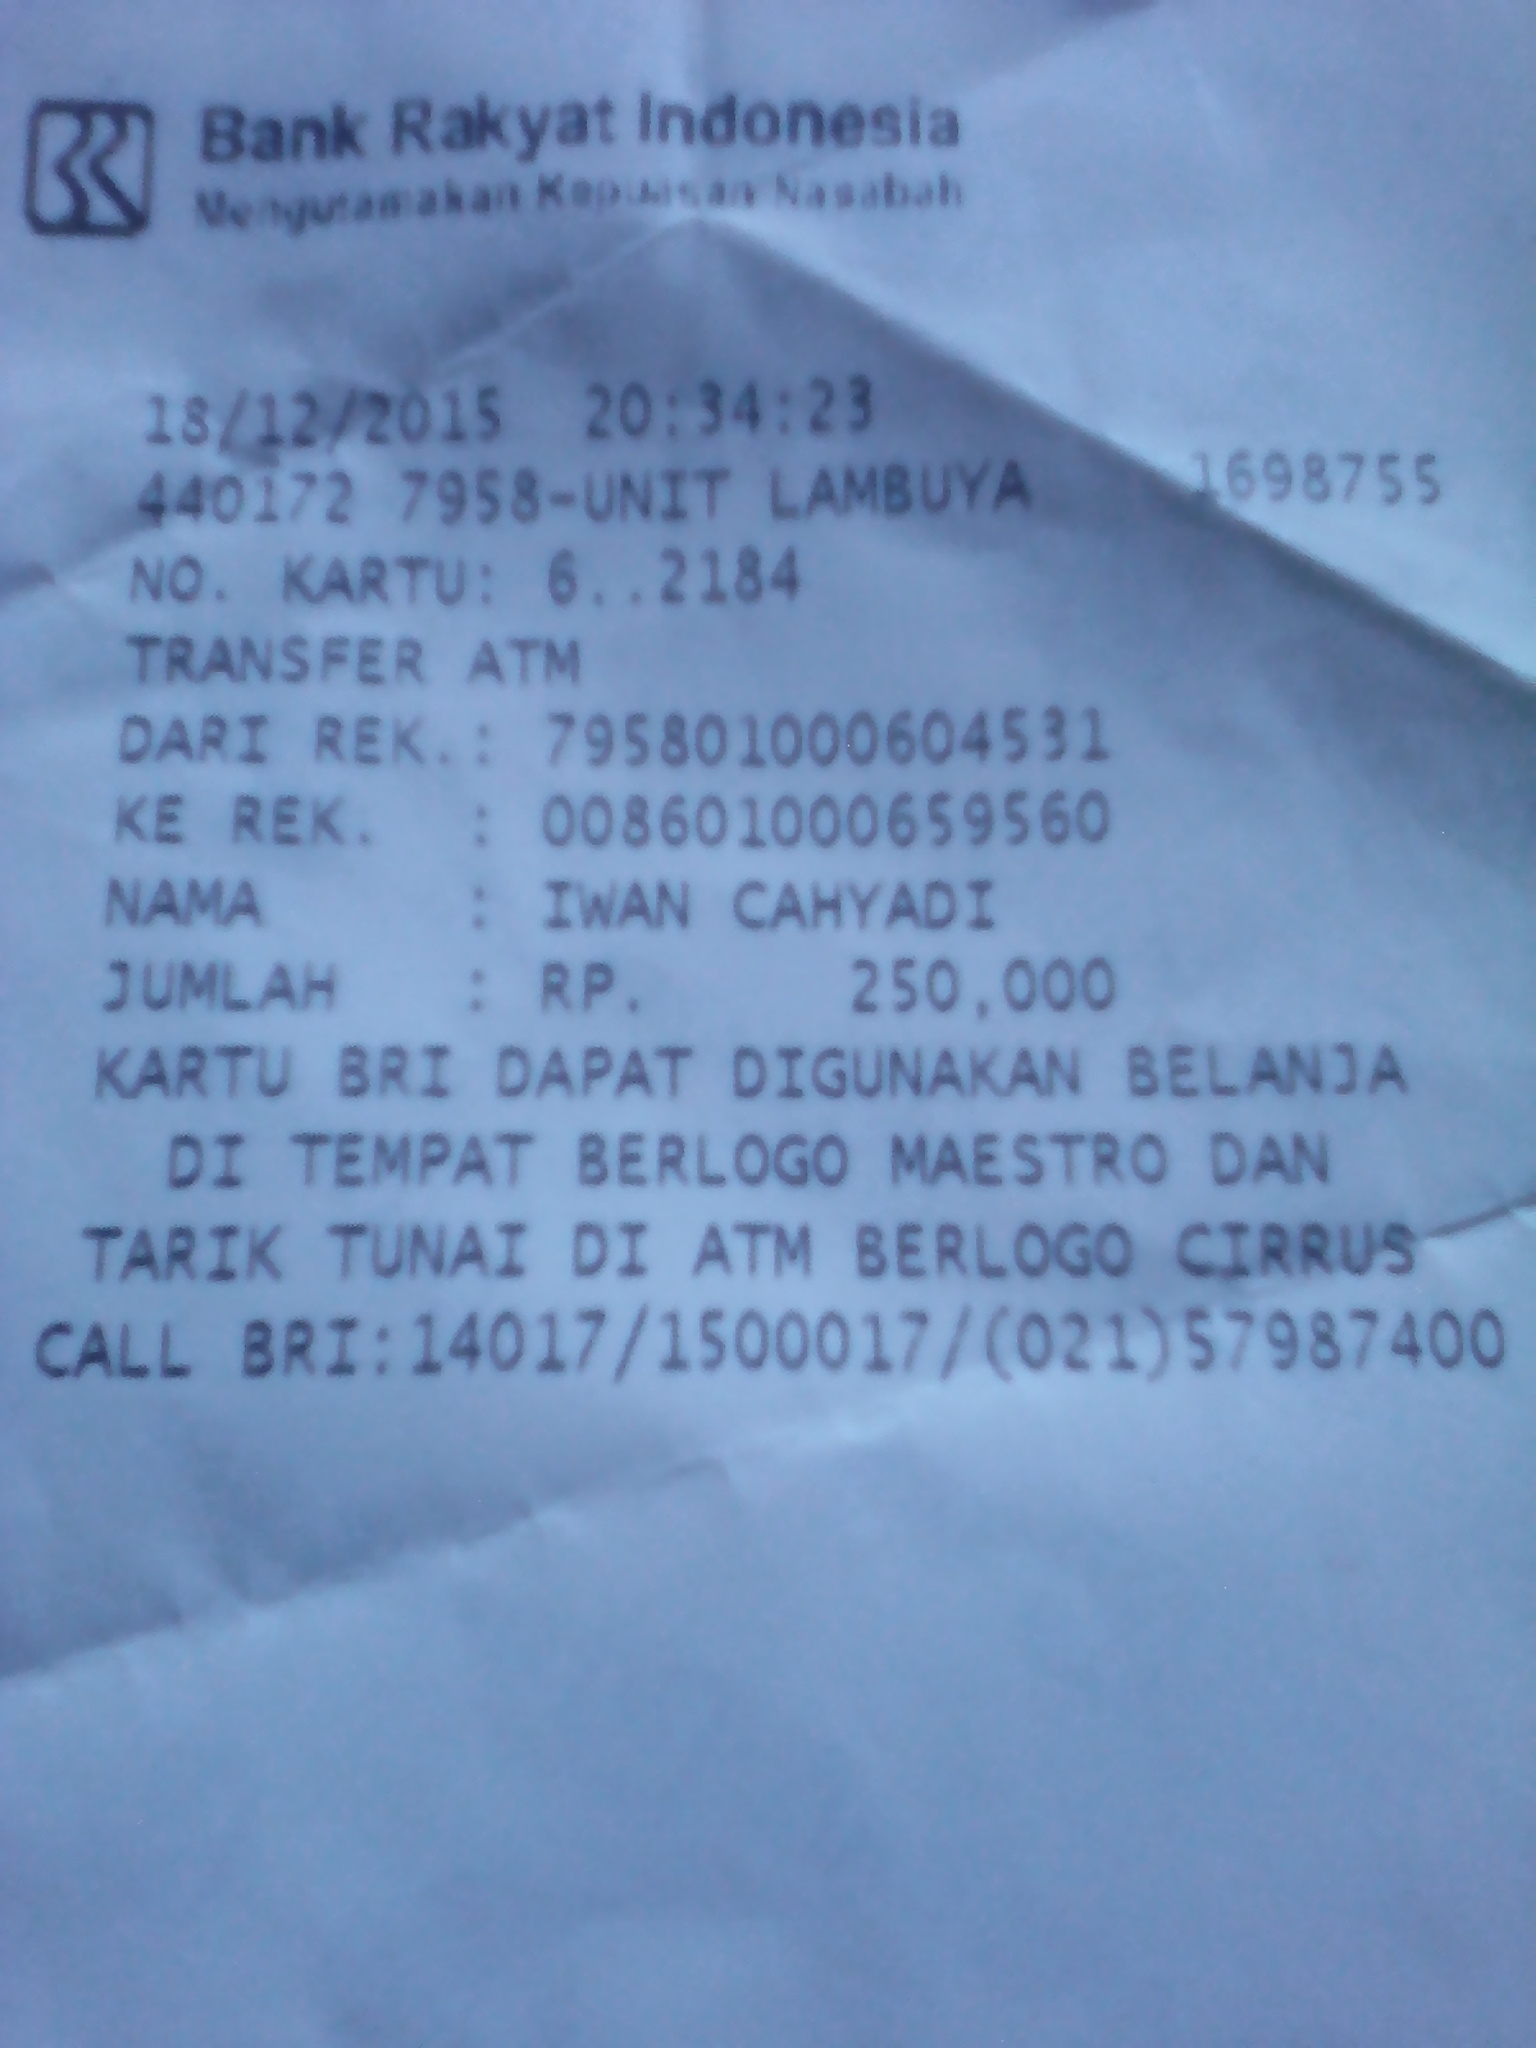 Bank Rakyat Indonesia
Mengutamakan Kepuasan Nasabah
18/12/2015 20:34:23
440172 7958-UNIT LAMBUYA 1698755
NO. KARTU: 6..2184
TRANSFER ATM
DARI REK.: 795801000604531
KE REK. : 008601000659560
NAMA : IWAN CAHYADI
JUMLAH : RP. 250,000
KARTU BRI DAPAT DIGUNAKAN BELANJA
DI TEMPAT BERLOGO MAESTRO DAN
TARIK TUNAI DI ATM BERLOGO CIRRUS
CALL BRI:14017/1500017/(021)57987400